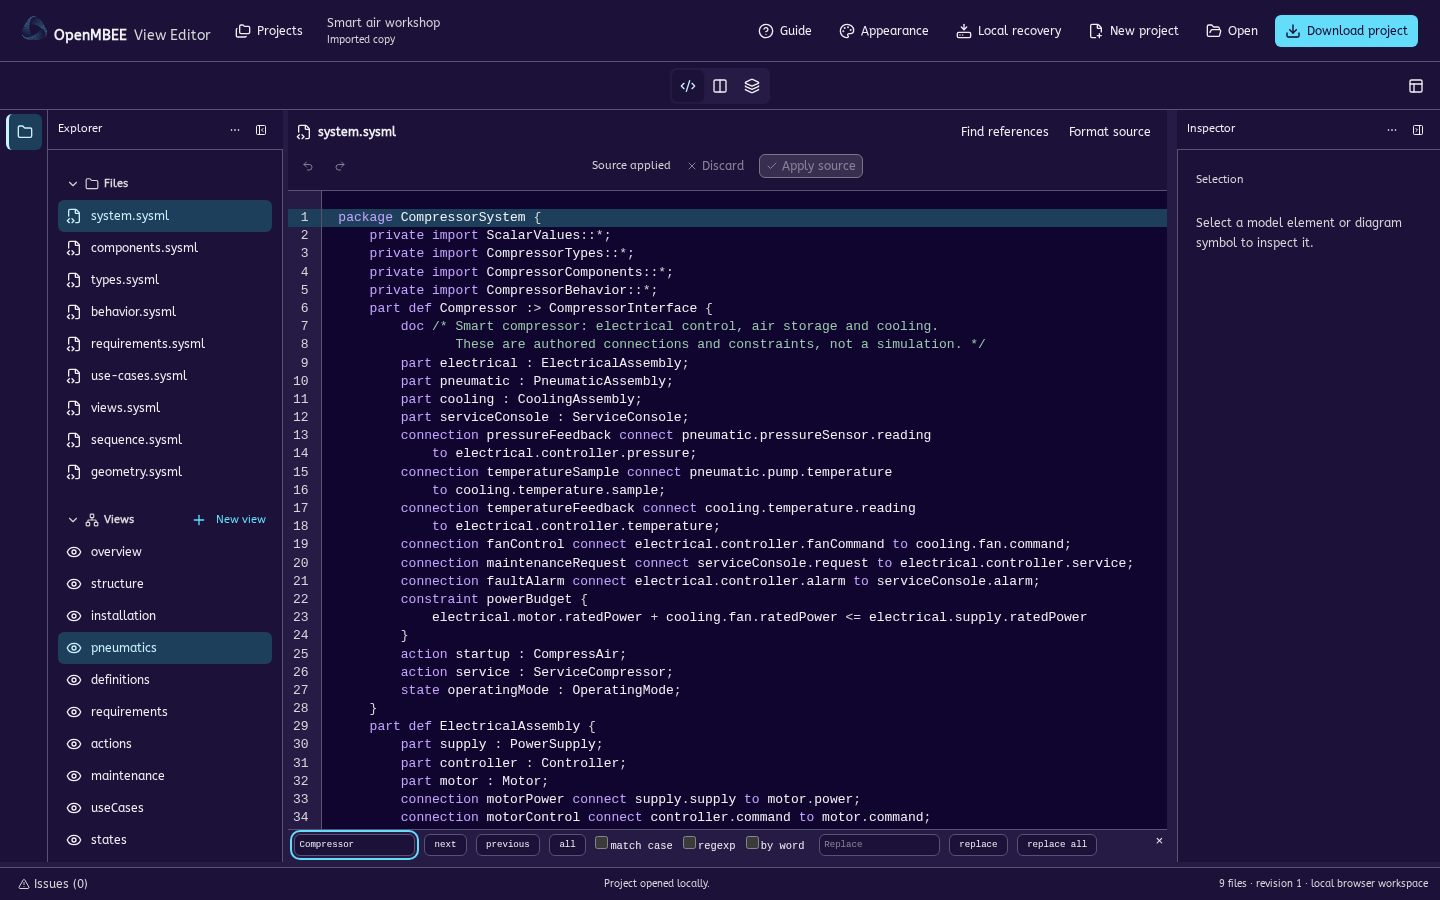 OpenMBEE View Editor
Projects
Smart air workshop
Imported copy
Guide
Appearance
Local recovery
New project
Open
Download project
Explorer
...
system.sysml
Find references
Format source
Inspector
...
Source applied
Discard
Apply source
Files
system.sysml
components.sysml
types.sysml
behavior.sysml
requirements.sysml
use-cases.sysml
views.sysml
sequence.sysml
geometry.sysml
Views
New view
overview
structure
installation
pneumatics
definitions
requirements
actions
maintenance
useCases
states
1 package CompressorSystem {
2 private import ScalarValues::*;
3 private import CompressorTypes::*;
4 private import CompressorComponents::*;
5 private import CompressorBehavior::*;
6 part def Compressor :> CompressorInterface {
7 doc /* Smart compressor: electrical control, air storage and cooling.
8 These are authored connections and constraints, not a simulation. */
9 part electrical : ElectricalAssembly;
10 part pneumatic : PneumaticAssembly;
11 part cooling : CoolingAssembly;
12 part serviceConsole : ServiceConsole;
13 connection pressureFeedback connect pneumatic.pressureSensor.reading
14 to electrical.controller.pressure;
15 connection temperatureSample connect pneumatic.pump.temperature
16 to cooling.temperature.sample;
17 connection temperatureFeedback connect cooling.temperature.reading
18 to electrical.controller.temperature;
19 connection fanControl connect electrical.controller.fanCommand to cooling.fan.command;
20 connection maintenanceRequest connect serviceConsole.request to electrical.controller.service;
21 connection faultAlarm connect electrical.controller.alarm to serviceConsole.alarm;
22 constraint powerBudget {
23 electrical.motor.ratedPower + cooling.fan.ratedPower <= electrical.supply.ratedPower
24 }
25 action startup : CompressAir;
26 action service : ServiceCompressor;
27 state operatingMode : OperatingMode;
28 }
29 part def ElectricalAssembly {
30 part supply : PowerSupply;
31 part controller : Controller;
32 part motor : Motor;
33 connection motorPower connect supply.supply to motor.power;
34 connection motorControl connect controller.command to motor.command;
Compressor
next
previous
all
match case
regexp
by word
Replace
replace
replace all
×
Selection
Select a model element or diagram
symbol to inspect it.
Issues (0)
Project opened locally.
9 files · revision 1 · local browser workspace